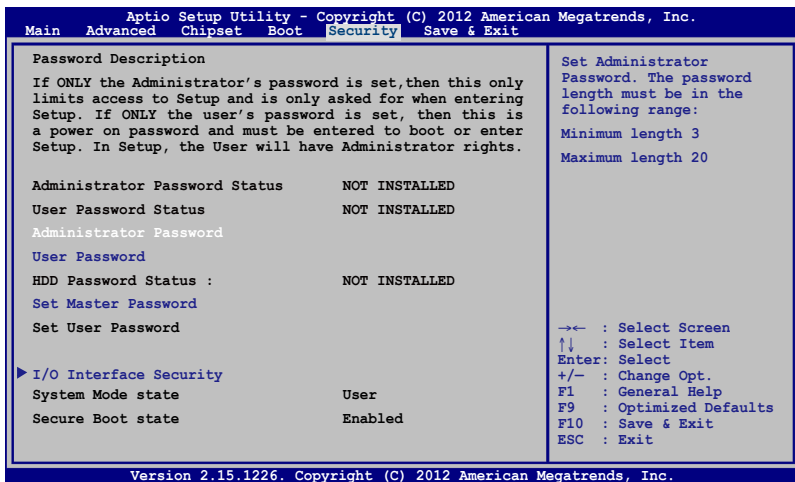 Aptio Setup Utility - Copyright (C) 2012 American Megatrends, Inc.
Main Advanced Chipset Boot Security Save & Exit
Password Description
If ONLY the Administrator's password is set,then this only
limits access to Setup and is only asked for when entering
Setup. If ONLY the user's password is set, then this is
a power on password and must be entered to boot or enter
Setup. In Setup, the User will have Administrator rights.
Administrator Password Status NOT INSTALLED
User Password Status NOT INSTALLED
Administrator Password
User Password
HDD Password Status : NOT INSTALLED
Set Master Password
Set User Password
I/O Interface Security
System Mode state User
Secure Boot state Enabled
Set Administrator
Password. The password
length must be in the
following range:
Minimum length 3
Maximum length 20
→← : Select Screen
↑↓ : Select Item
Enter: Select
+/— : Change Opt.
F1 : General Help
F9 : Optimized Defaults
F10 : Save & Exit
ESC : Exit
Version 2.15.1226. Copyright (C) 2012 American Megatrends, Inc.